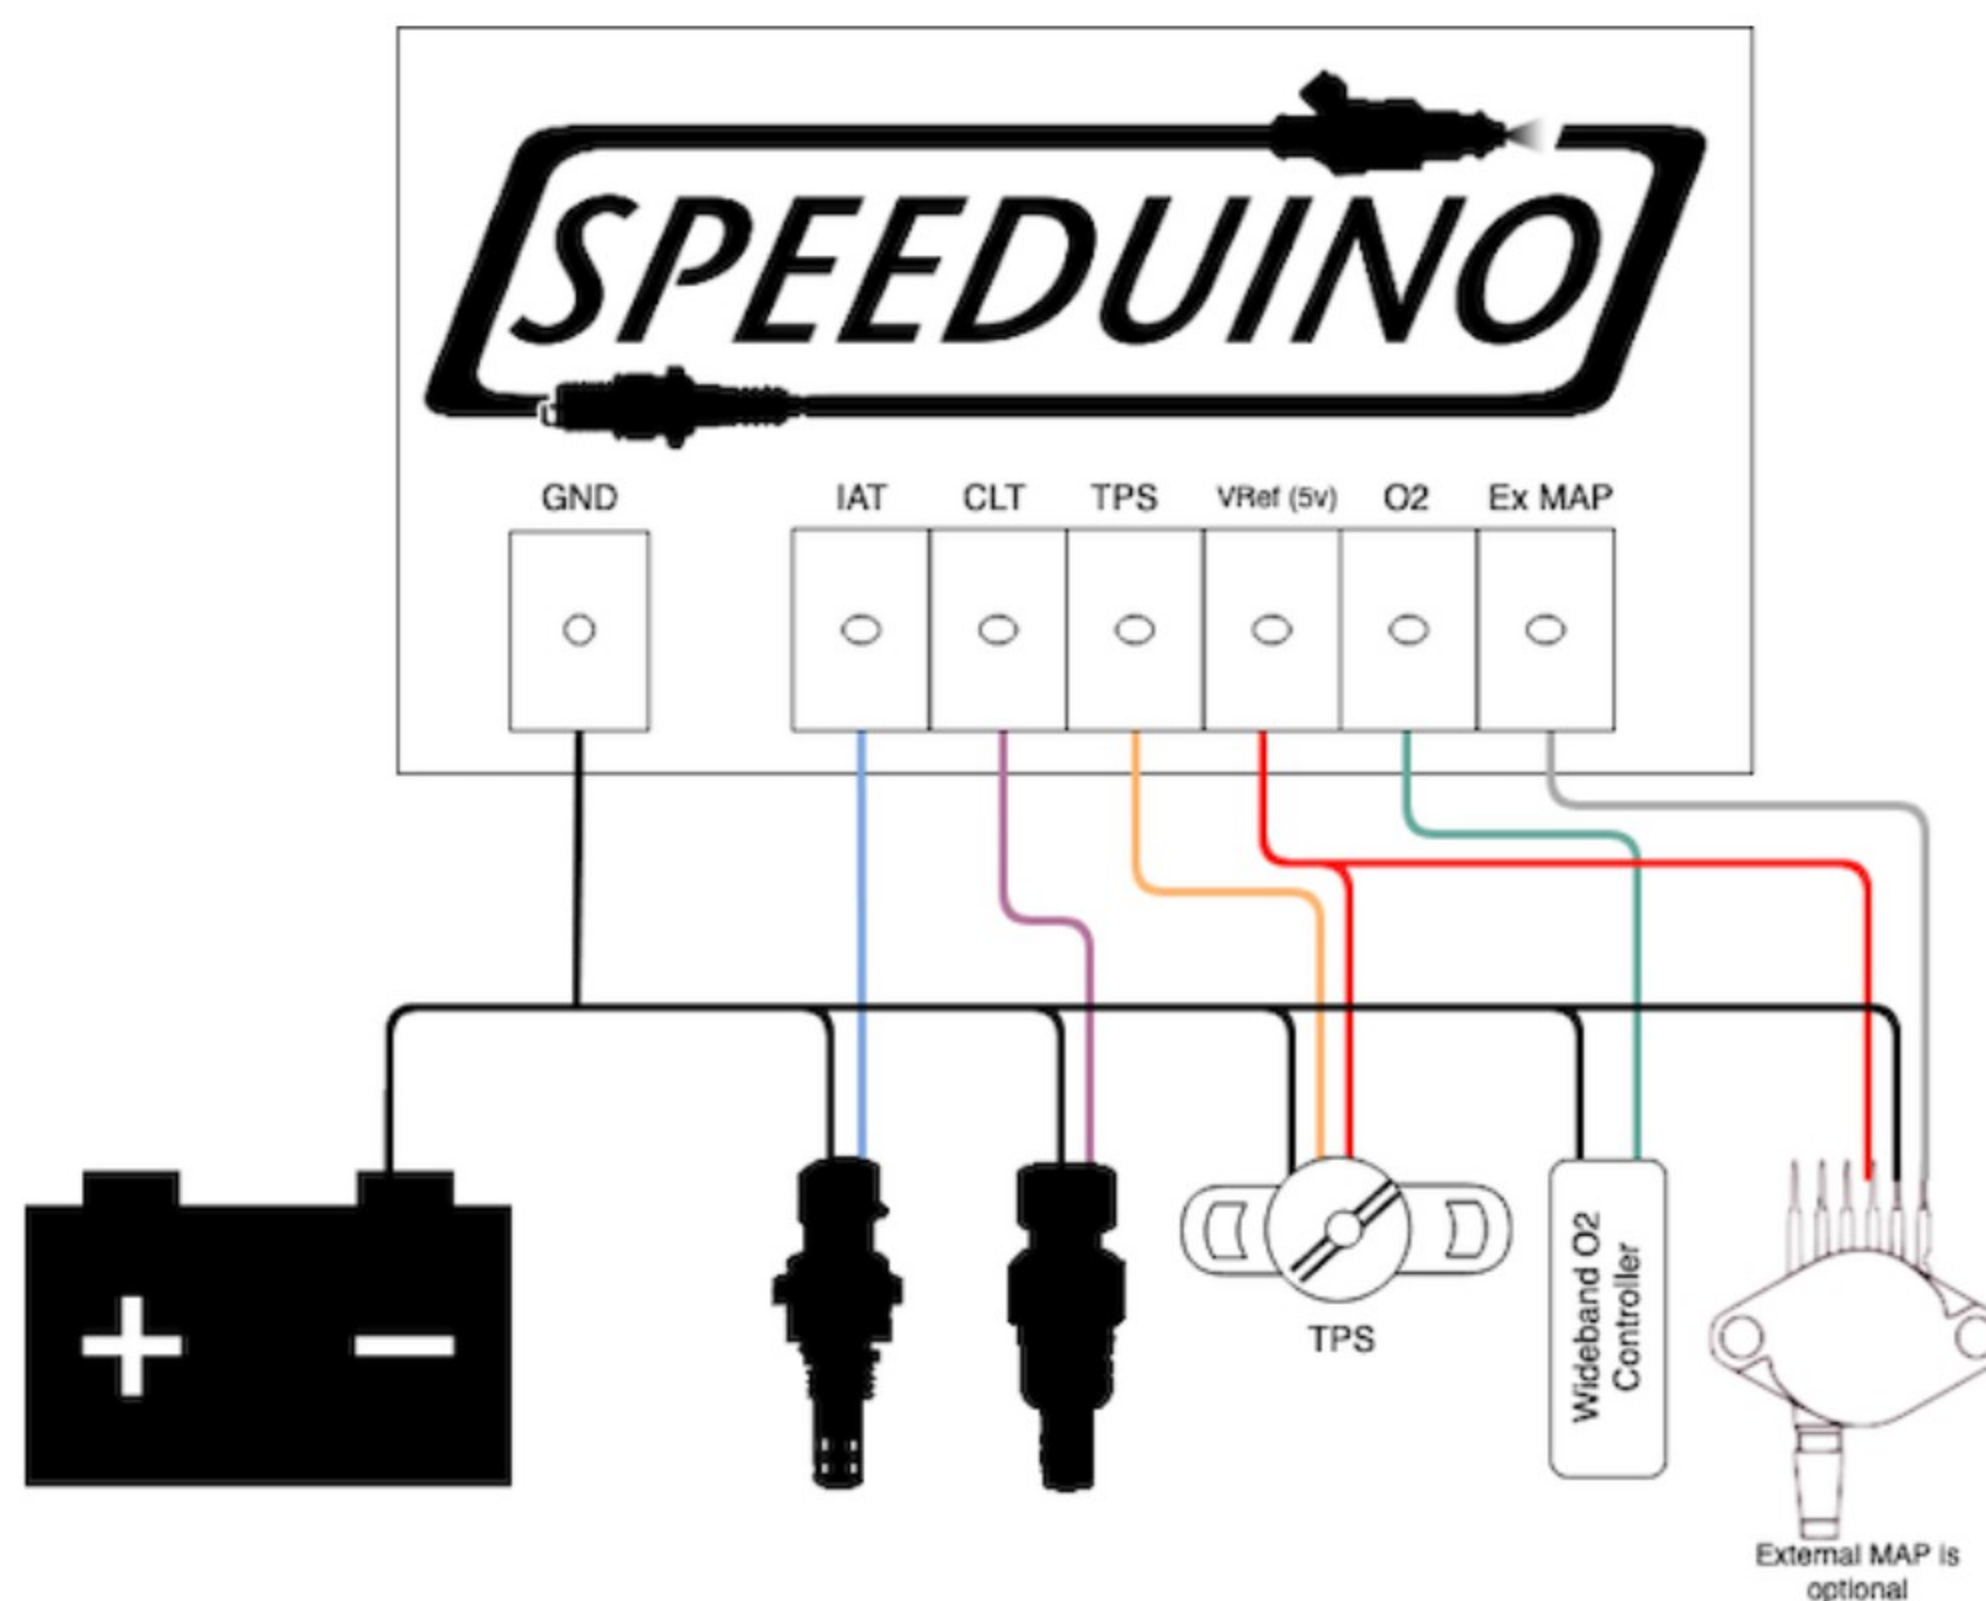 SPEEDUINO
GND
IAT
CLT
TPS
VRef (5v)
O2
Ex MAP
TPS
Wideband O2
Controller
External MAP is
optional